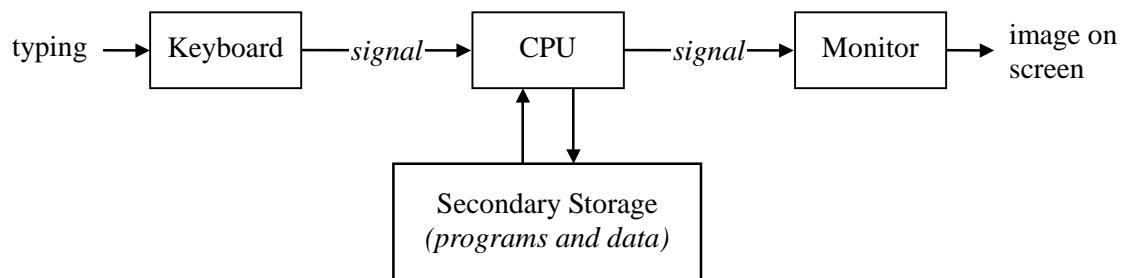 typing
Keyboard
signal
CPU
signal
Monitor
image on
screen
Secondary Storage
(programs and data)